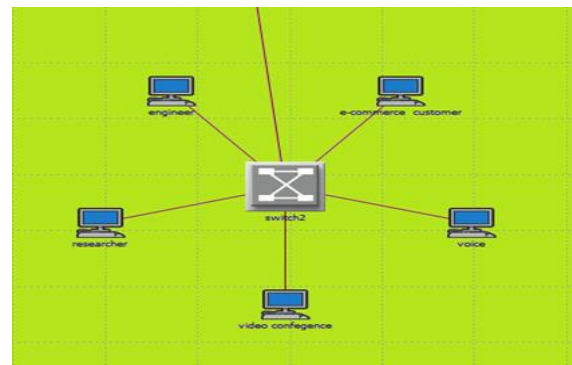 engineer
e-commerce customer
switch2
researcher
voice
video confegence